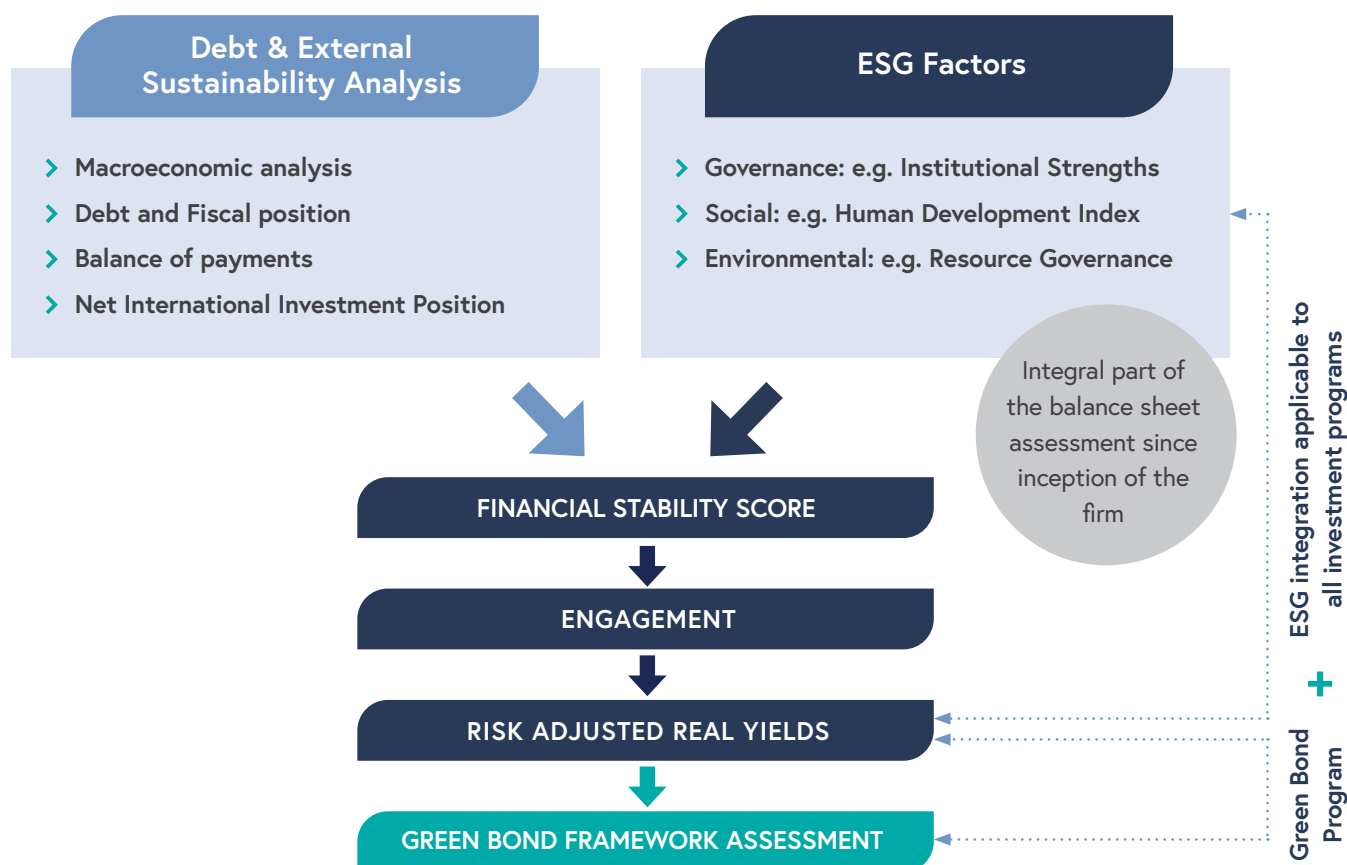 Debt & External
Sustainability Analysis
Macroeconomic analysis
Debt and Fiscal position
Balance of payments
Net International Investment Position
ESG Factors
Governance: e.g. Institutional Strengths
Social: e.g. Human Development Index
Environmental: e.g. Resource Governance
Integral part of
the balance sheet
assessment since
inception of the
firm
FINANCIAL STABILITY SCORE
ENGAGEMENT
RISK ADJUSTED REAL YIELDS
GREEN BOND FRAMEWORK ASSESSMENT
ESG integration applicable to
all investment programs
+
Green Bond
Program